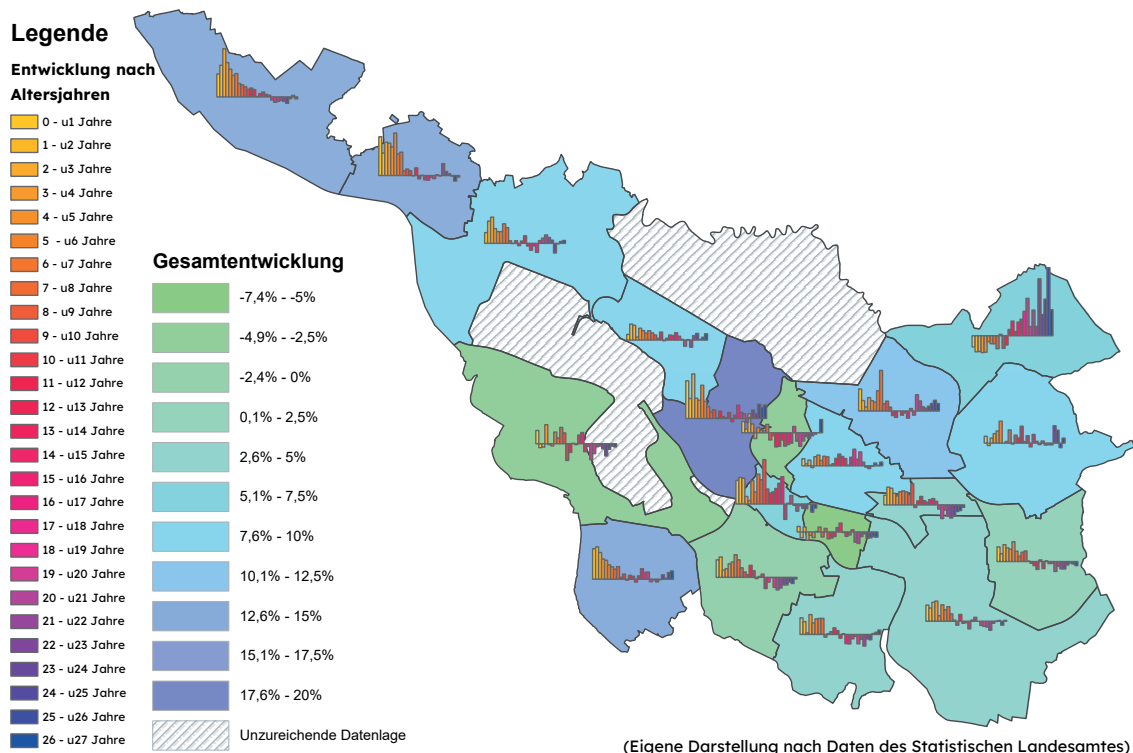 Legende
Entwicklung nach
Altersjahren
0 - u1 Jahre
1 - u2 Jahre
2 - u3 Jahre
3 - u4 Jahre
4 - u5 Jahre
5 - u6 Jahre
6 - u7 Jahre
7 - u8 Jahre
8 - u9 Jahre
9 - u10 Jahre
10 - u11 Jahre
11 - u12 Jahre
12 - u13 Jahre
13 - u14 Jahre
14 - u15 Jahre
15 - u16 Jahre
16 - u17 Jahre
17 - u18 Jahre
18 - u19 Jahre
19 - u20 Jahre
20 - u21 Jahre
21 - u22 Jahre
22 - u23 Jahre
23 - u24 Jahre
24 - u25 Jahre
25 - u26 Jahre
26 - u27 Jahre
Gesamtentwicklung
-7,4% - -5%
-4,9% - -2,5%
-2,4% - 0%
0,1% - 2,5%
2,6% - 5%
5,1% - 7,5%
7,6% - 10%
10,1% - 12,5%
12,6% - 15%
15,1% - 17,5%
17,6% - 20%
Unzureichende Datenlage
(Eigene Darstellung nach Daten des Statistischen Landesamtes)